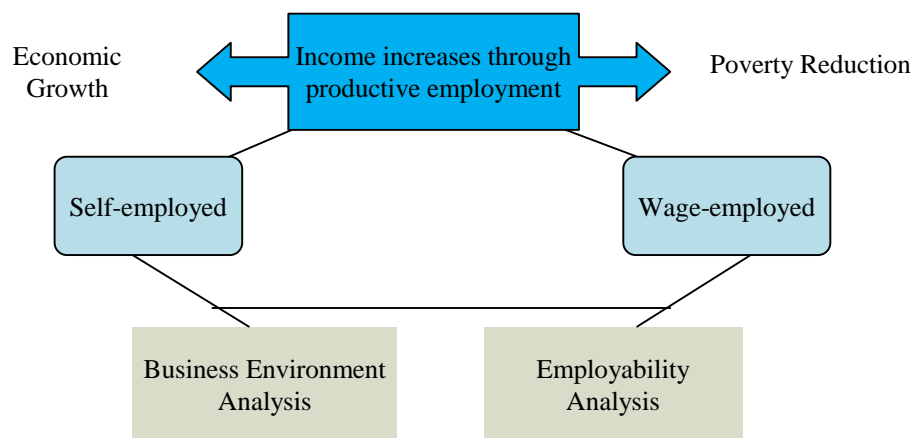 Economic
Growth
Income increases through
productive employment
Poverty Reduction
Self-employed
Wage-employed
Business Environment
Analysis
Employability
Analysis